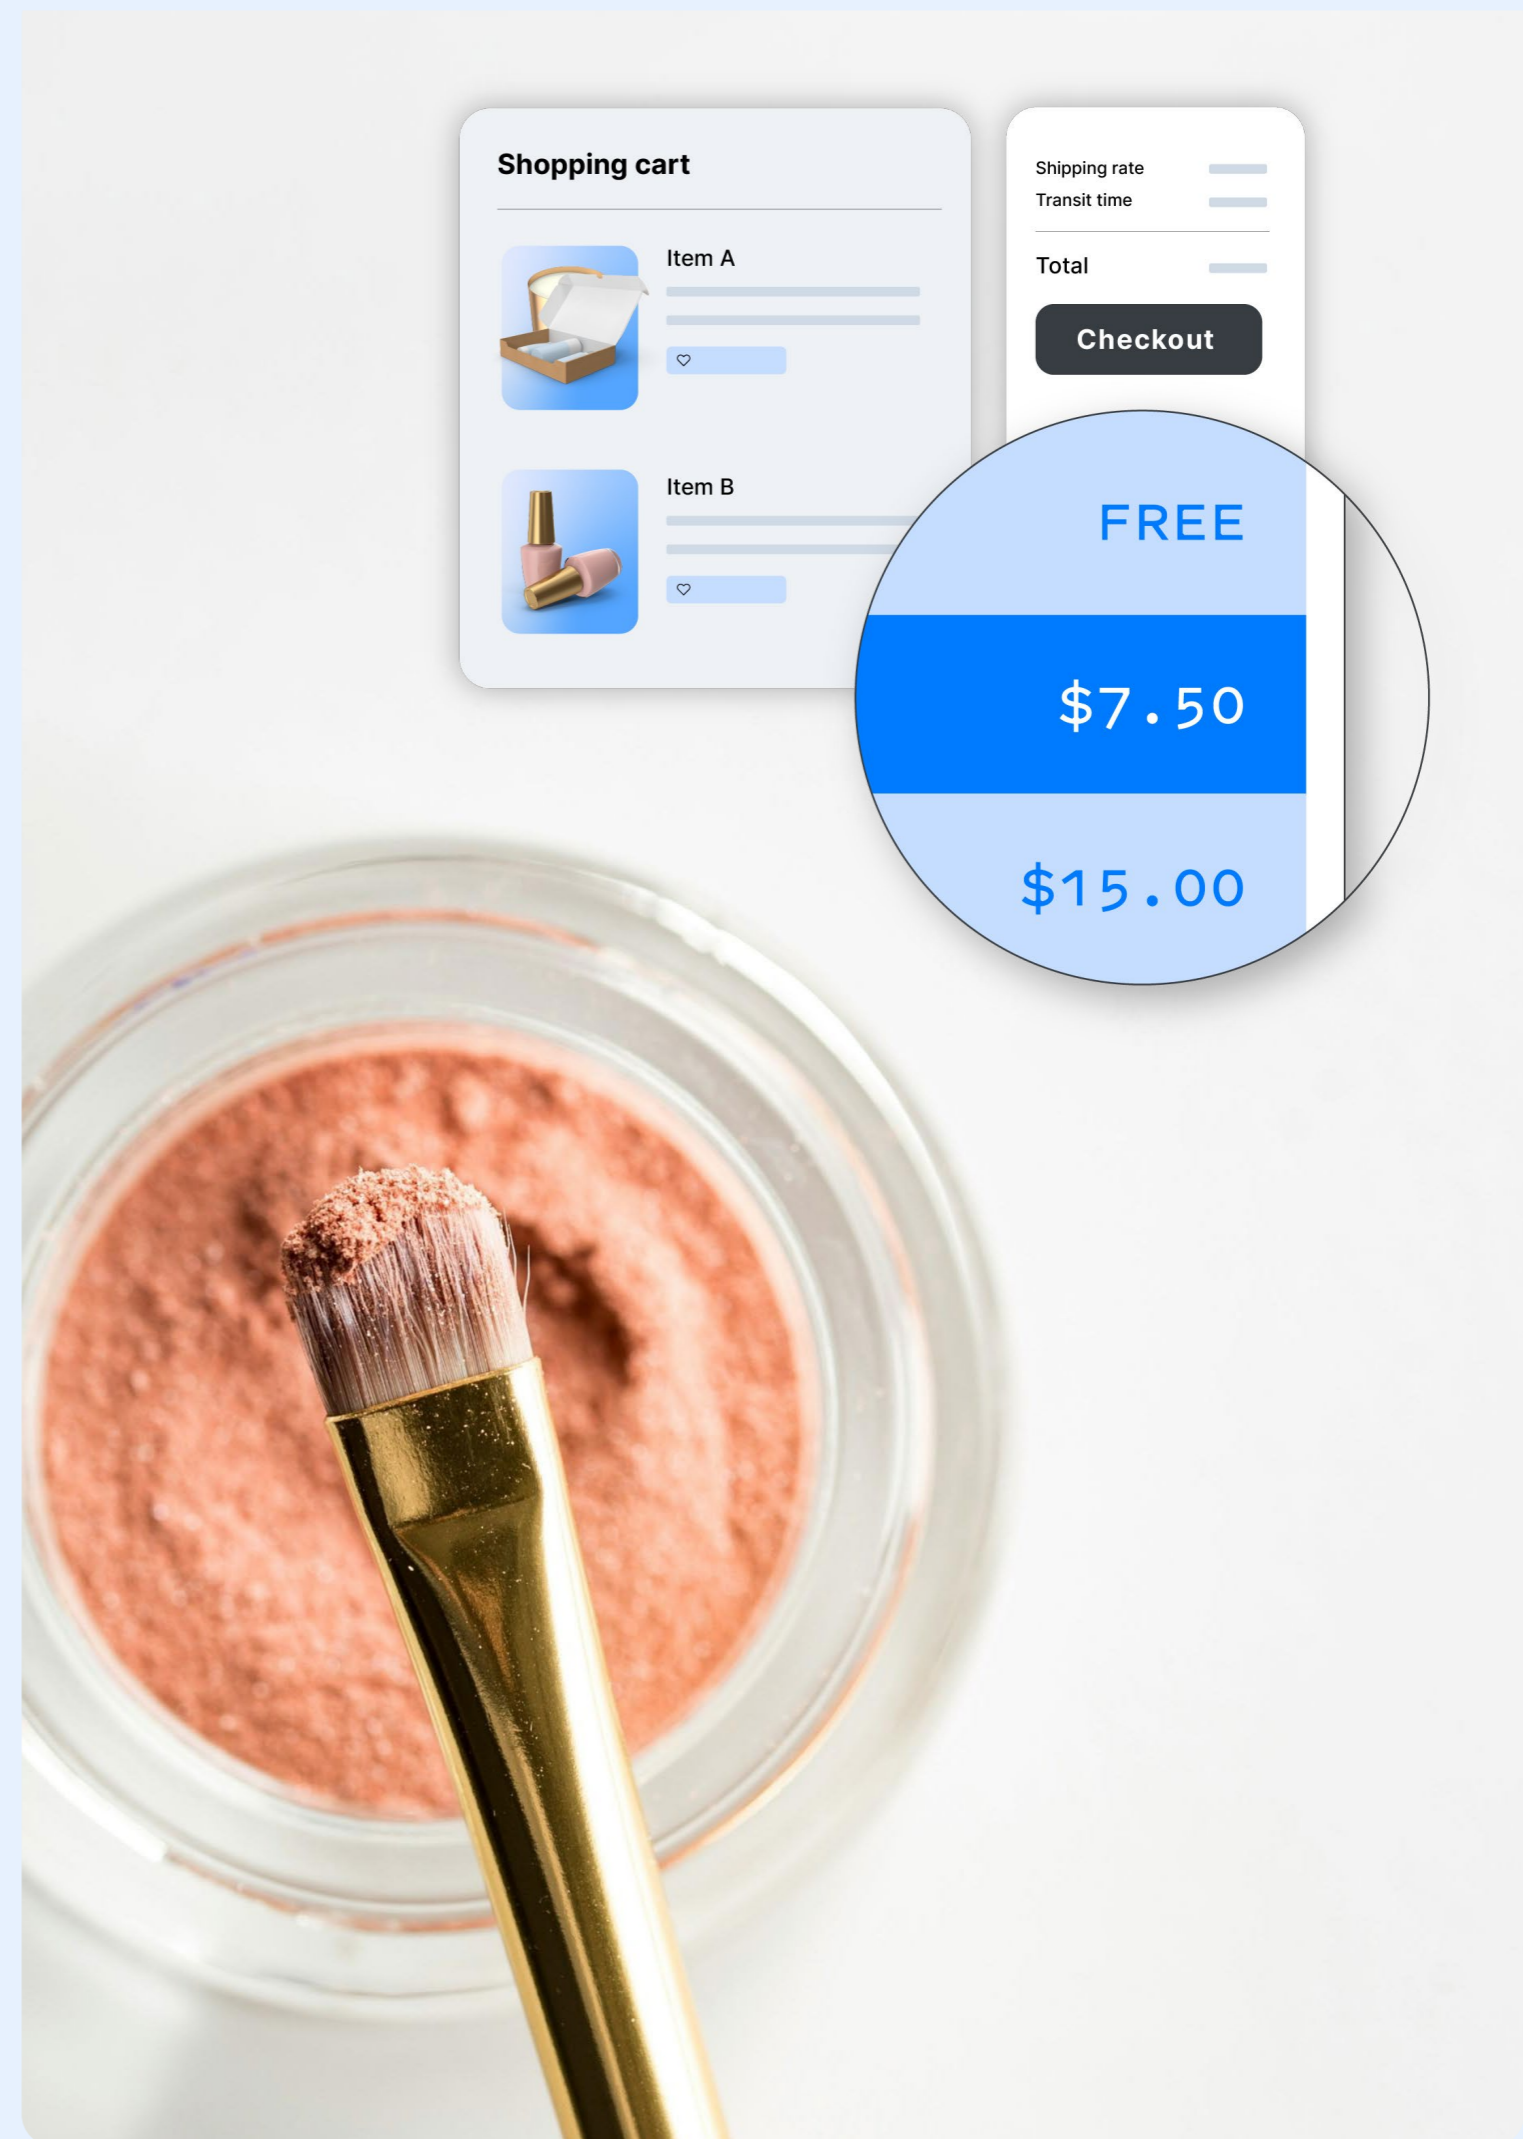 Shopping cart
Item A
Item B
Shipping rate
Transit time
Total
Checkout
FREE
$7.50
$15.00